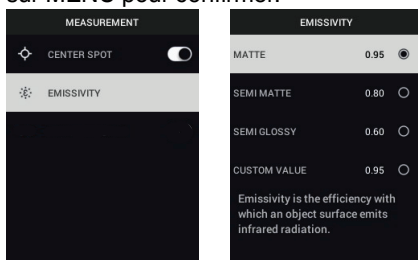 sur MENU pour confirmer.
MEASUREMENT
CENTER SPOT
EMISSIVITY
EMISSIVITY
MATTE 0.95
SEMI MATTE 0.80
SEMI GLOSSY 0.60
CUSTOM VALUE 0.95
Emissivity is the efficiency with
which an object surface emits
infrared radiation.